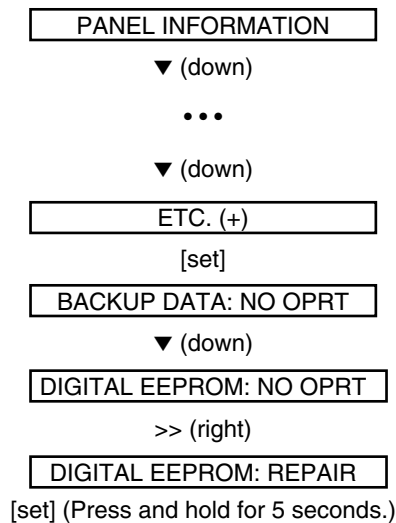 PANEL INFORMATION
▼ (down)
•••
▼ (down)
ETC. (+)
[set]
BACKUP DATA: NO OPRT
▼ (down)
DIGITAL EEPROM: NO OPRT
>> (right)
DIGITAL EEPROM: REPAIR
[set] (Press and hold for 5 seconds.)